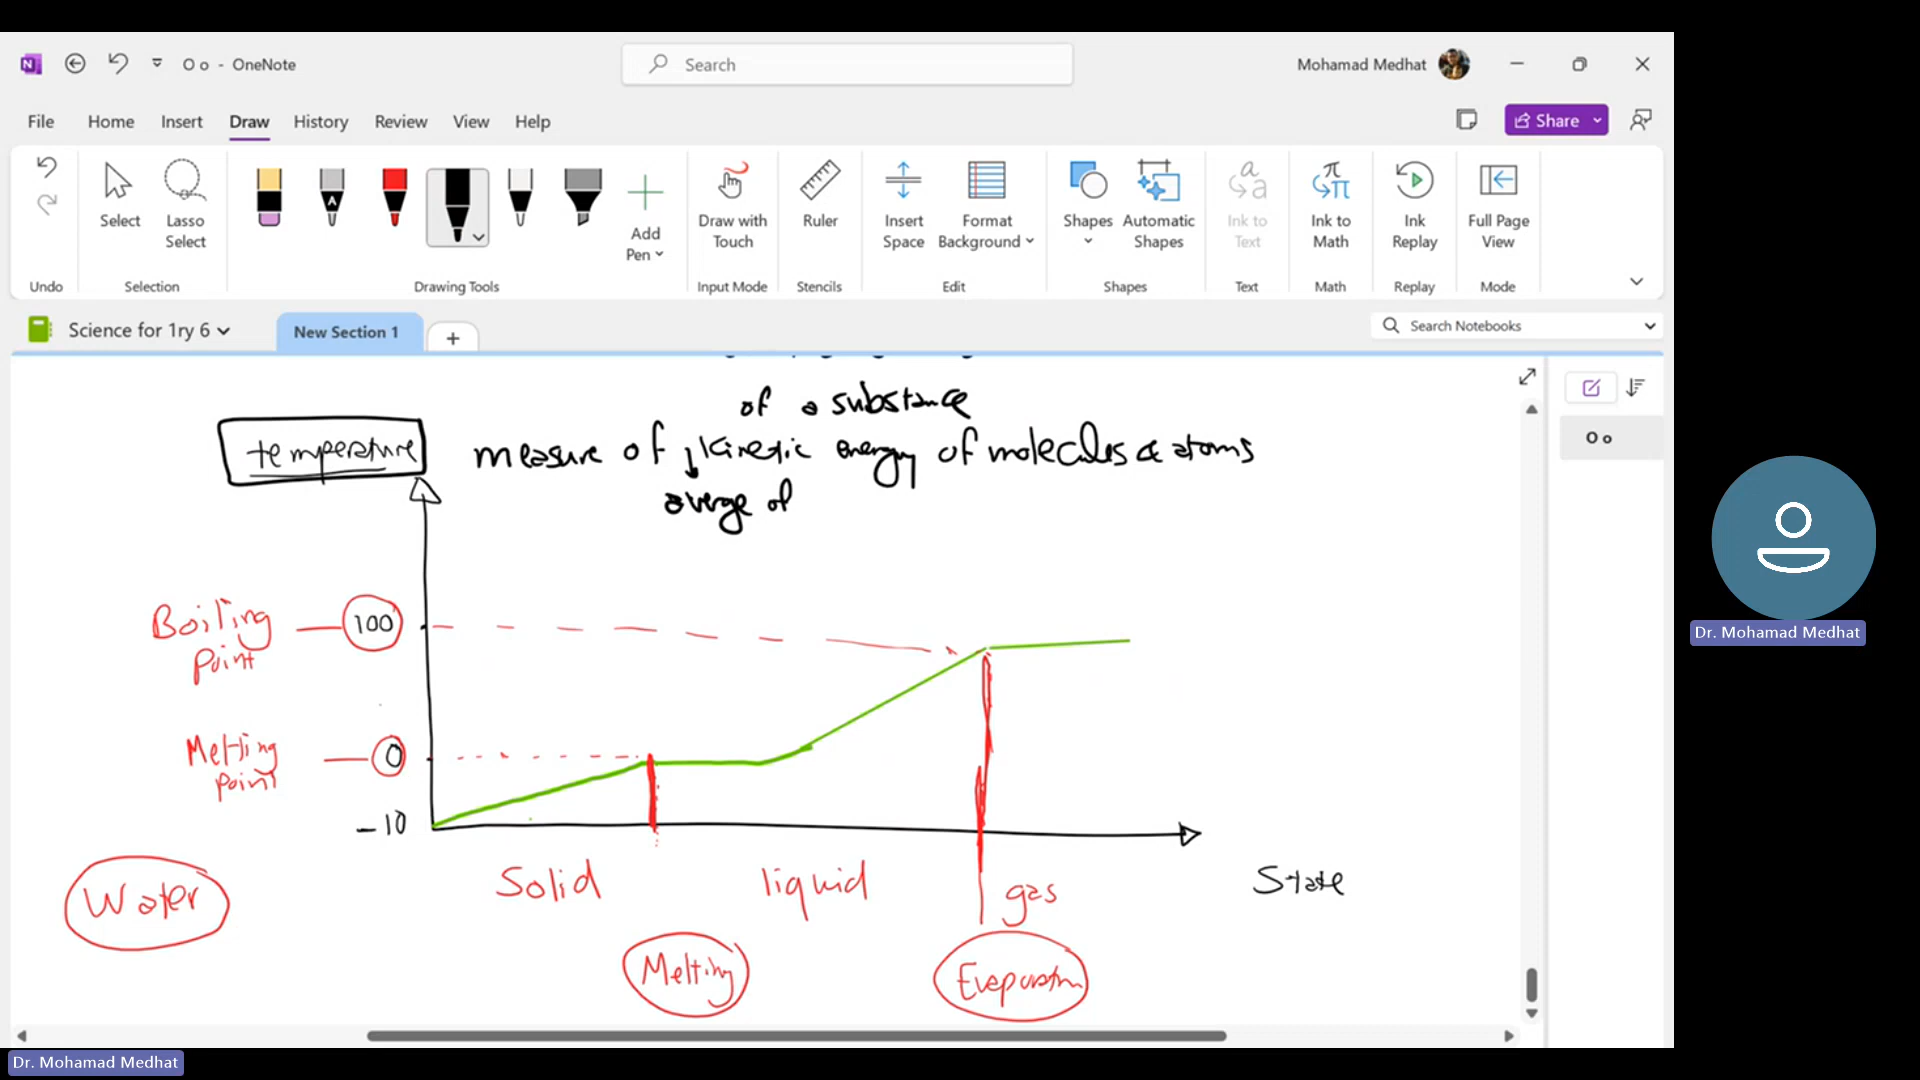 O o - OneNote
Search
Mohamad Medhat
File Home Insert Draw History Review View Help
Share
Select
Lasso Select
A
Add Pen
Draw with Touch
Ruler
Insert Space
Format Background
Shapes
Automatic Shapes
a a
Ink to Text
π π
Ink to Math
Ink Replay
Full Page View
Undo Selection Drawing Tools Input Mode Stencils Edit Shapes Text Math Replay Mode
Science for 1ry 6
New Section 1
+
Search Notebooks
O o
of a substance
temperature
measure of kinetic energy of molecules & atoms
averge of
Boiling point
100
Melting point
0
-10
Water
Solid
liquid
gas
State
Melting
Dr. Mohamad Medhat
Dr. Mohamad Medhat